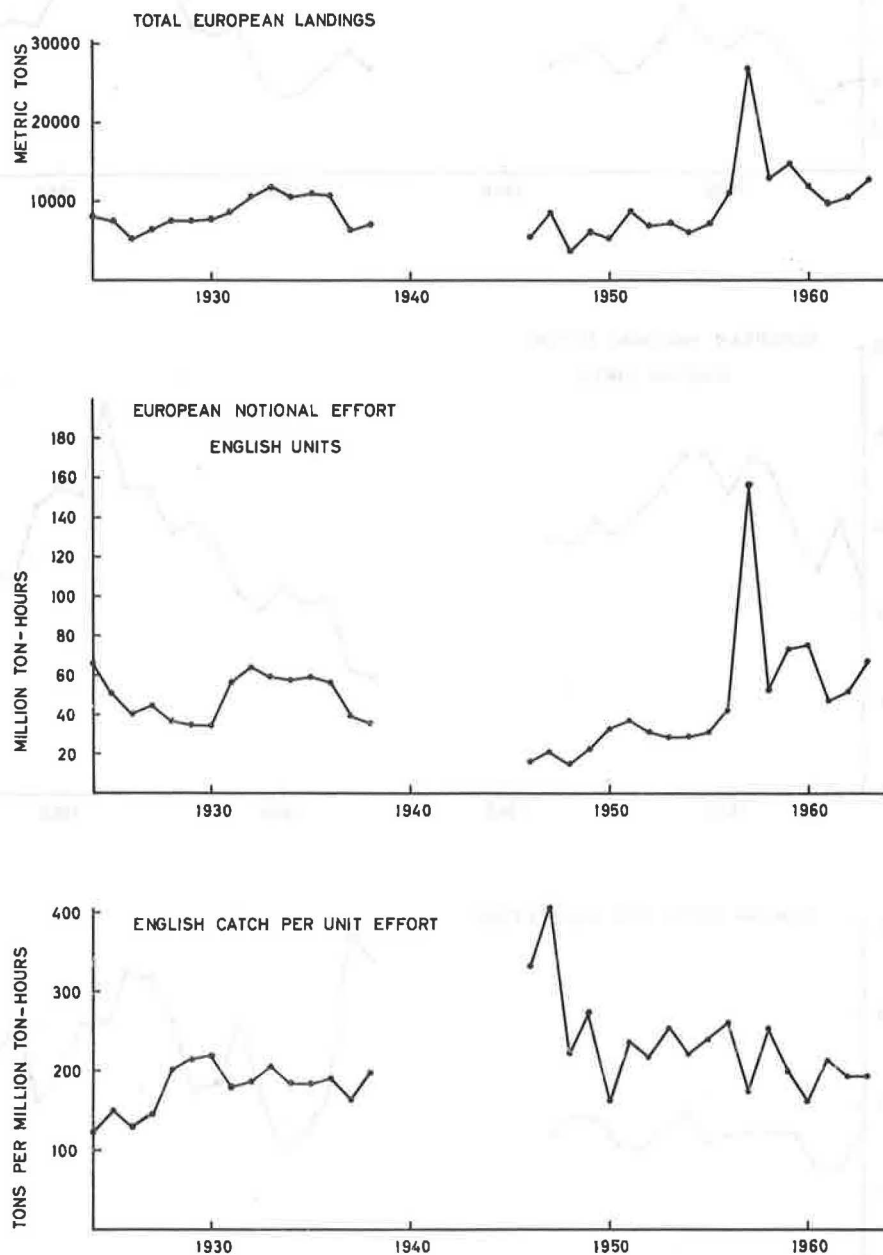 TOTAL EUROPEAN LANDINGS
METRIC TONS
30000
20000
10000
1930 1940 1950 1960
EUROPEAN NOTIONAL EFFORT
ENGLISH UNITS
MILLION TON-HOURS
180
160
140
120
100
80
60
40
20
1930 1940 1950 1960
ENGLISH CATCH PER UNIT EFFORT
TONS PER MILLION TON-HOURS
400
300
200
100
1930 1940 1950 1960